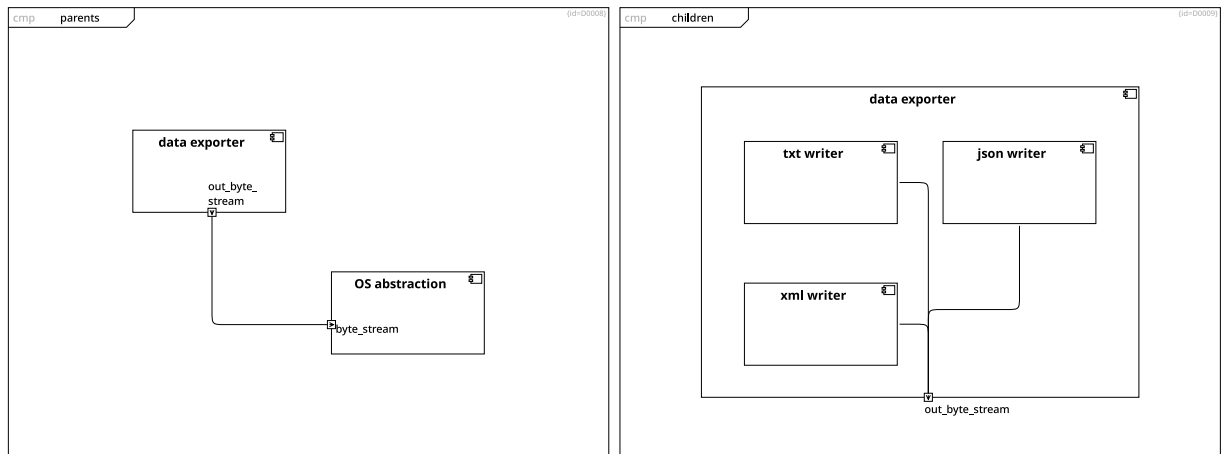 cmp parents {id=D0008}
data exporter
out_byte_
stream
OS abstraction
byte_stream
cmp children {id=D0009}
data exporter
txt writer
json writer
xml writer
out_byte_stream